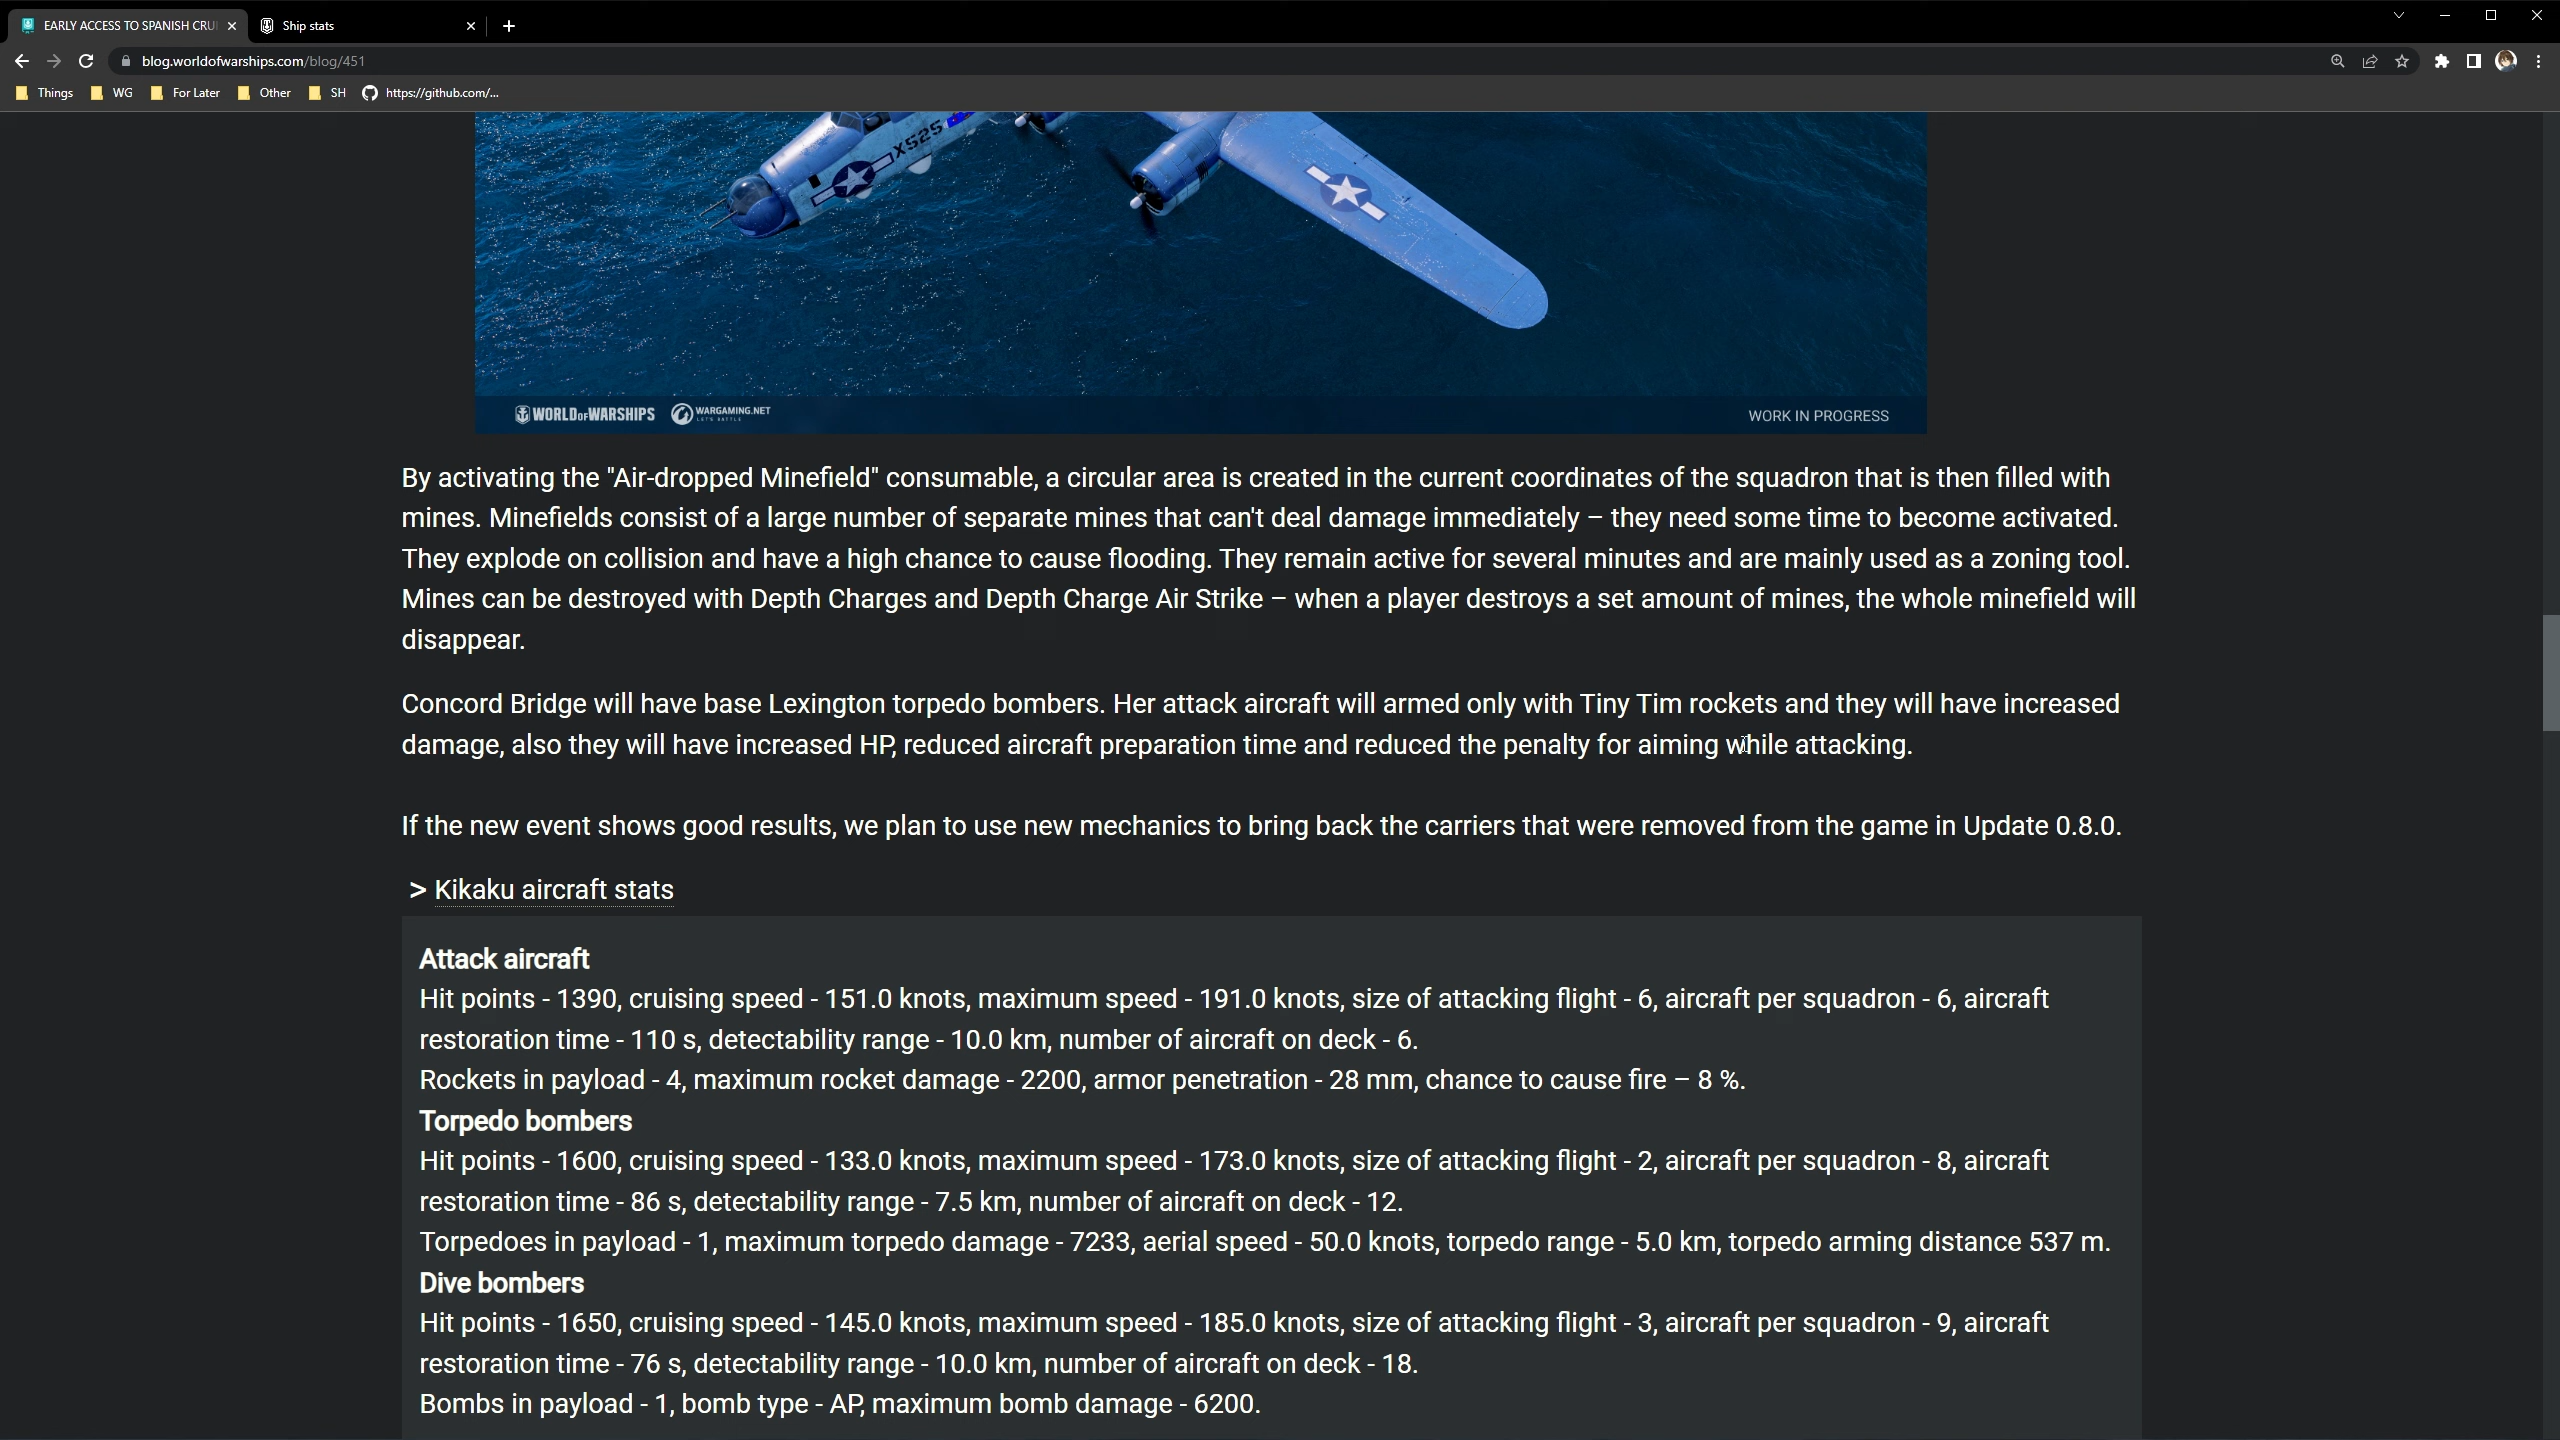 EARLY ACCESS TO SPANISH CRUI
Ship stats
blog.worldofwarships.com/blog/451
Things
WG
For Later
Other
SH
https://github.com/...
X525
WORLD OF WARSHIPS
WARGAMING.NET
LET'S BATTLE
WORK IN PROGRESS
By activating the "Air-dropped Minefield" consumable, a circular area is created in the current coordinates of the squadron that is then filled with
mines. Minefields consist of a large number of separate mines that can't deal damage immediately – they need some time to become activated.
They explode on collision and have a high chance to cause flooding. They remain active for several minutes and are mainly used as a zoning tool.
Mines can be destroyed with Depth Charges and Depth Charge Air Strike – when a player destroys a set amount of mines, the whole minefield will
disappear.
Concord Bridge will have base Lexington torpedo bombers. Her attack aircraft will armed only with Tiny Tim rockets and they will have increased
damage, also they will have increased HP, reduced aircraft preparation time and reduced the penalty for aiming while attacking.
If the new event shows good results, we plan to use new mechanics to bring back the carriers that were removed from the game in Update 0.8.0.
> Kikaku aircraft stats
Attack aircraft
Hit points - 1390, cruising speed - 151.0 knots, maximum speed - 191.0 knots, size of attacking flight - 6, aircraft per squadron - 6, aircraft
restoration time - 110 s, detectability range - 10.0 km, number of aircraft on deck - 6.
Rockets in payload - 4, maximum rocket damage - 2200, armor penetration - 28 mm, chance to cause fire – 8 %.
Torpedo bombers
Hit points - 1600, cruising speed - 133.0 knots, maximum speed - 173.0 knots, size of attacking flight - 2, aircraft per squadron - 8, aircraft
restoration time - 86 s, detectability range - 7.5 km, number of aircraft on deck - 12.
Torpedoes in payload - 1, maximum torpedo damage - 7233, aerial speed - 50.0 knots, torpedo range - 5.0 km, torpedo arming distance 537 m.
Dive bombers
Hit points - 1650, cruising speed - 145.0 knots, maximum speed - 185.0 knots, size of attacking flight - 3, aircraft per squadron - 9, aircraft
restoration time - 76 s, detectability range - 10.0 km, number of aircraft on deck - 18.
Bombs in payload - 1, bomb type - AP, maximum bomb damage - 6200.